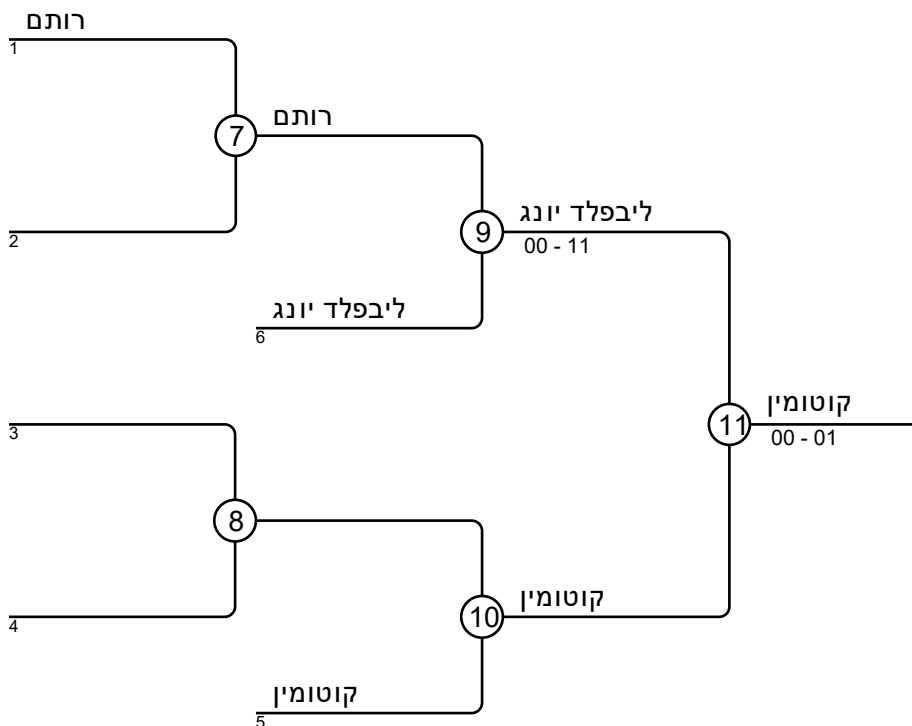 רותם
1
רותם
7
ליבפלד יונג
2
9
00 - 11
ליבפלד יונג
6
קוטומין
3
11
00 - 01
8
קוטומין
4
10
קוטומין
5